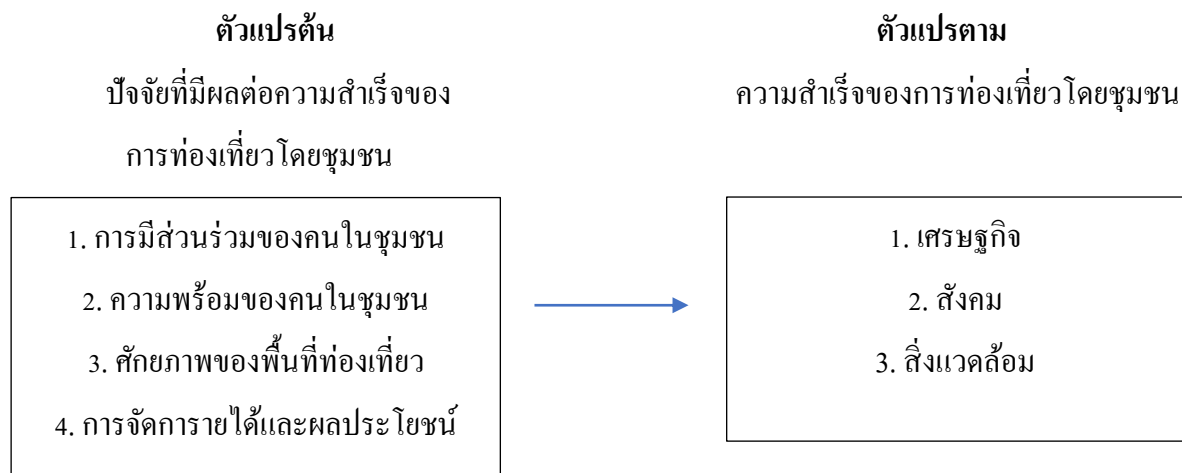 ตัวแปรต้น
ปัจจัยที่มีผลต่อความสำเร็จของ
การท่องเที่ยวโดยชุมชน
1. การมีส่วนร่วมของคนในชุมชน
2. ความพร้อมของคนในชุมชน
3. ศักยภาพของพื้นที่ท่องเที่ยว
4. การจัดการายได้และผลประโยชน์
ตัวแปรตาม
ความสำเร็จของการท่องเที่ยวโดยชุมชน
1. เศรษฐกิจ
2. สังคม
3. สิ่งแวดล้อม